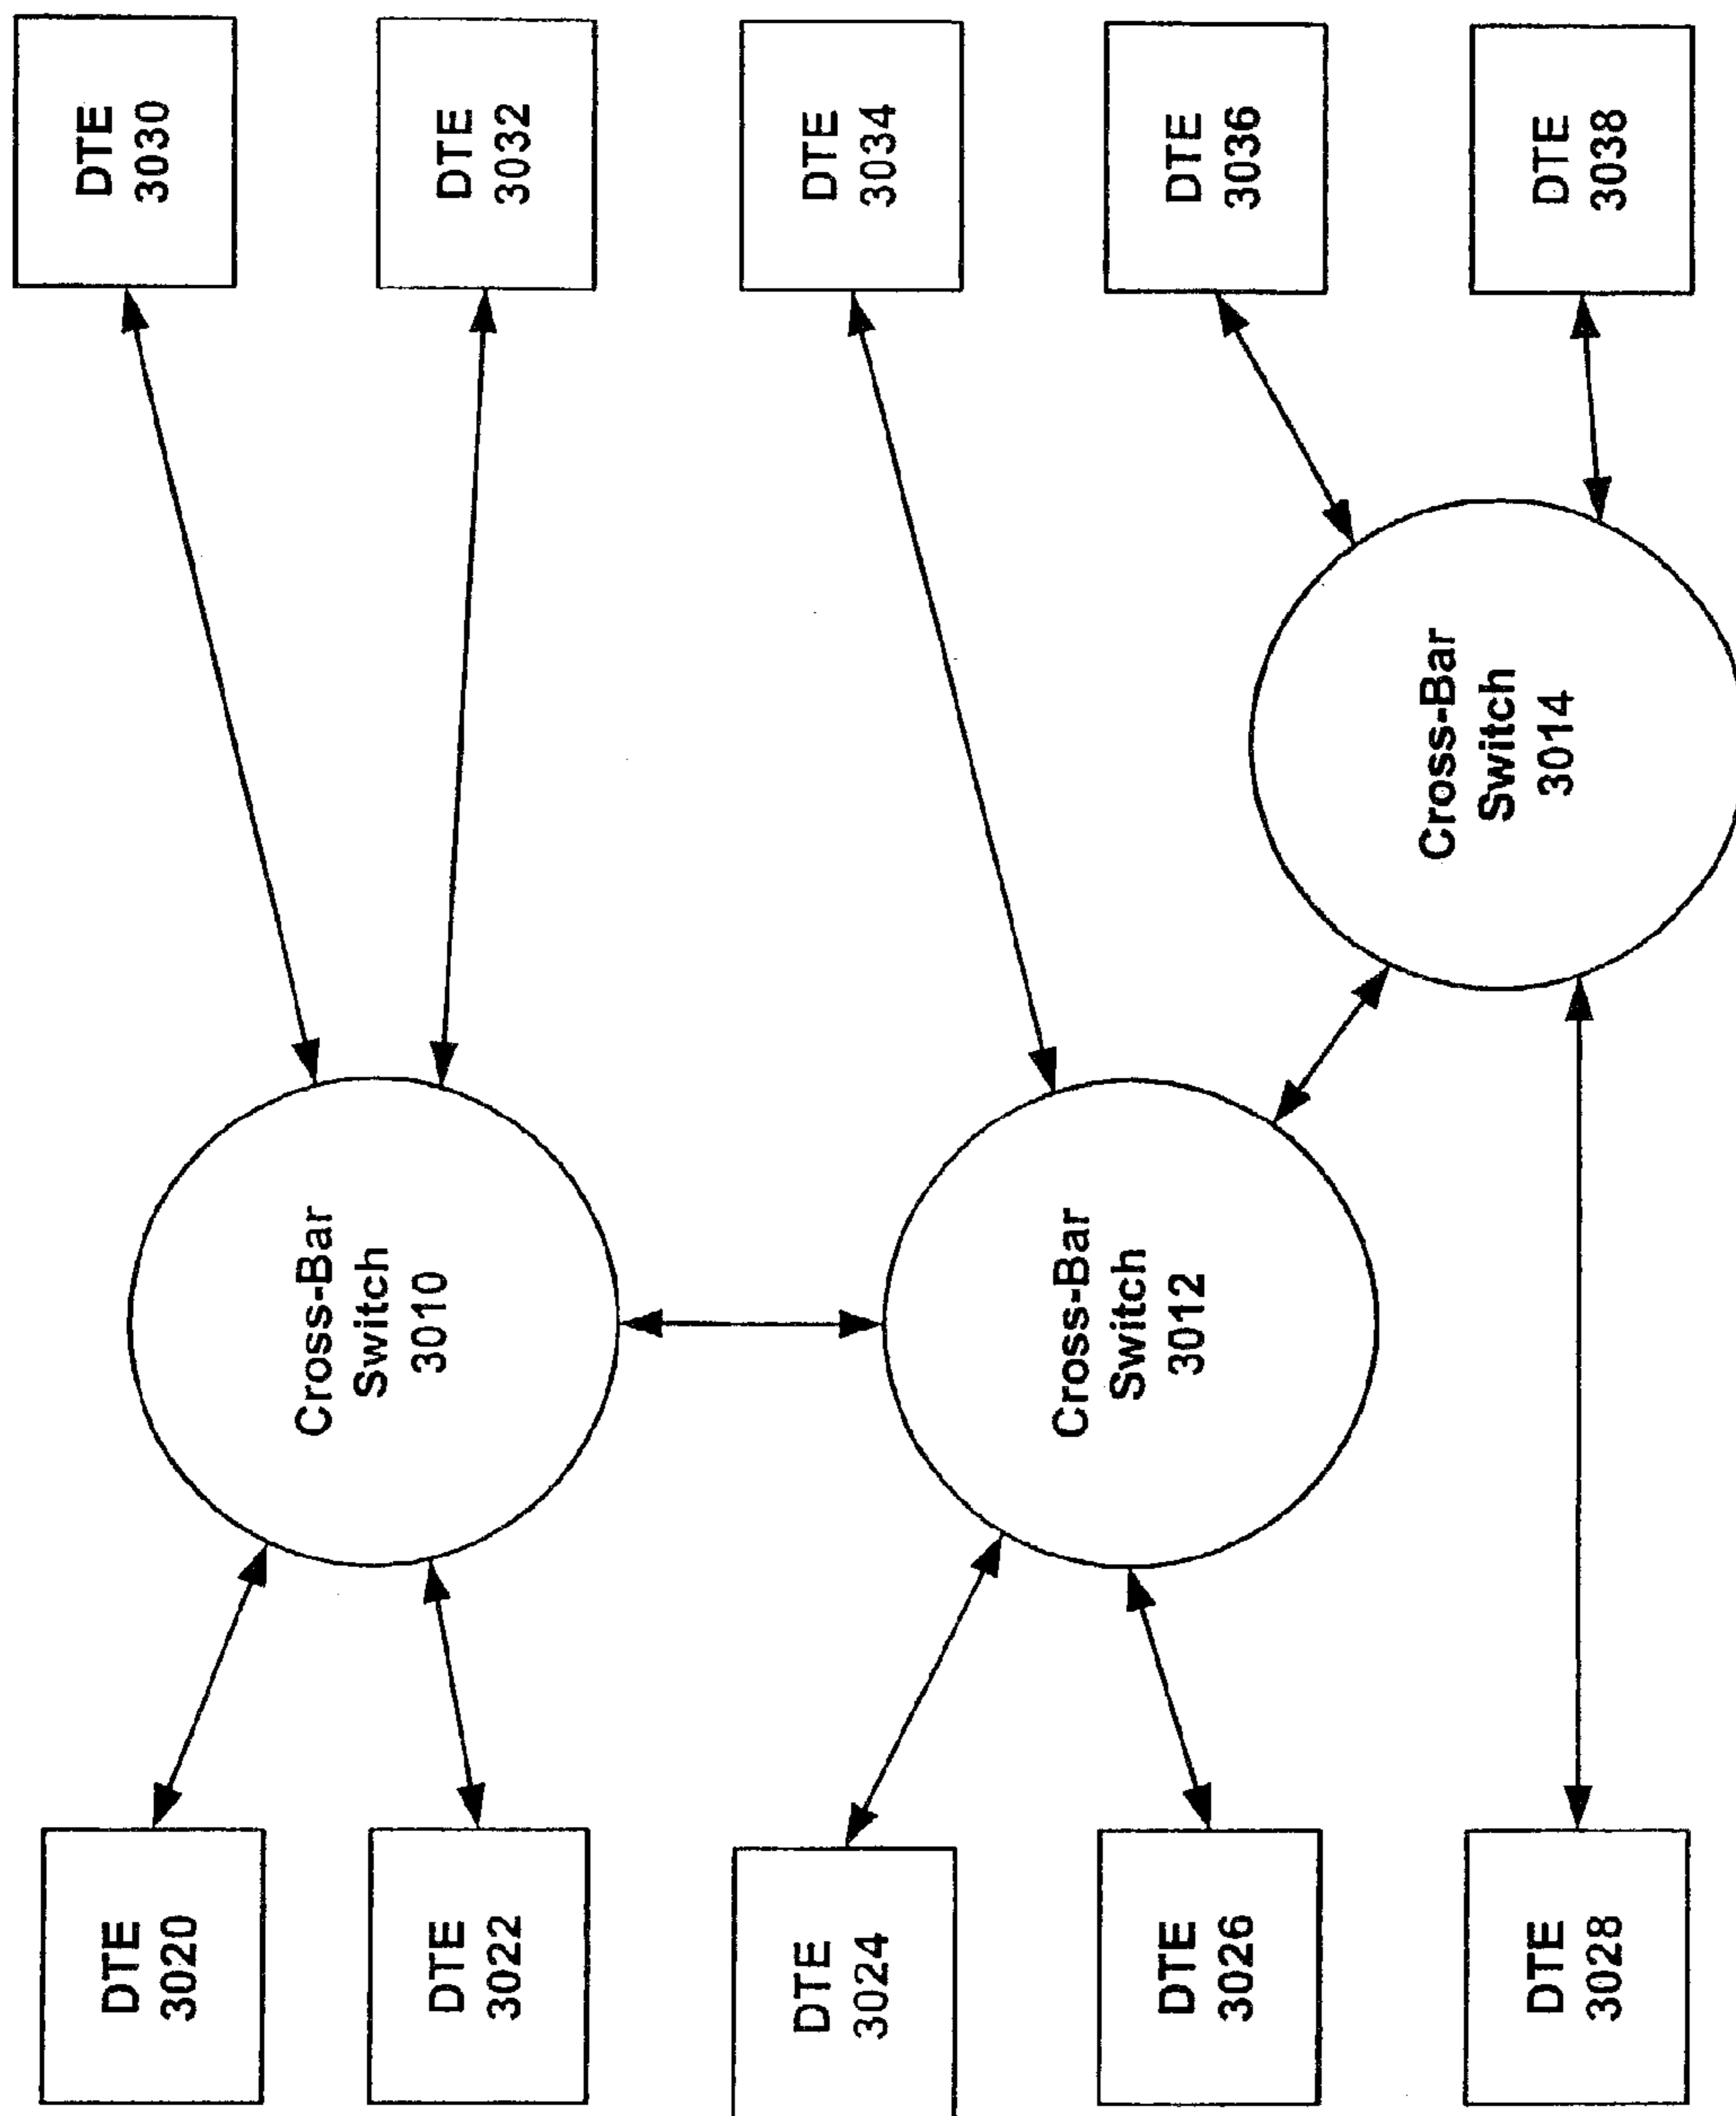 DTE
3020
DTE
3022
DTE
3024
DTE
3026
DTE
3028
Cross-Bar
Switch
3010
Cross-Bar
Switch
3012
Cross-Bar
Switch
3014
DTE
3030
DTE
3032
DTE
3034
DTE
3036
DTE
3038